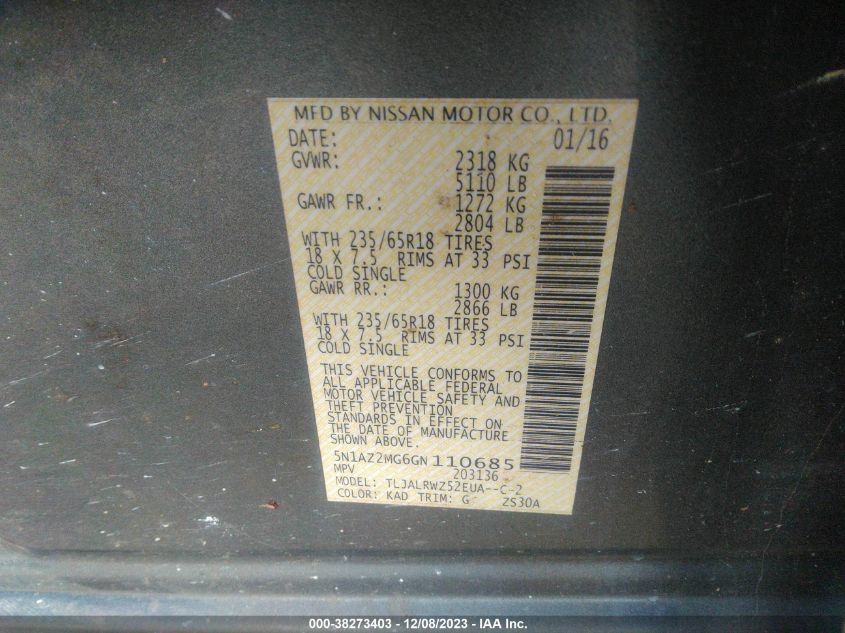 MFD BY NISSAN MOTOR CO., LTD.
DATE: 01/16
GVWR: 2318 KG
5110 LB
GAWR FR.: 1272 KG
2804 LB
WITH 235/65R18 TIRES
18 X 7.5 RIMS AT 33 PSI
COLD SINGLE
GAWR RR.: 1300 KG
2866 LB
WITH 235/65R18 TIRES
18 X 7.5 RIMS AT 33 PSI
COLD SINGLE
THIS VEHICLE CONFORMS TO
ALL APPLICABLE FEDERAL
MOTOR VEHICLE SAFETY AND
THEFT PREVENTION
STANDARDS IN EFFECT ON
THE DATE OF MANUFACTURE
SHOWN ABOVE.
5N1AZ2MG6GN110685
MPV 203136
MODEL: TLJALRWZ52EUA--C-2
COLOR: KAD TRIM: G ZS30A
000-38273403 - 12/08/2023 - IAA Inc.